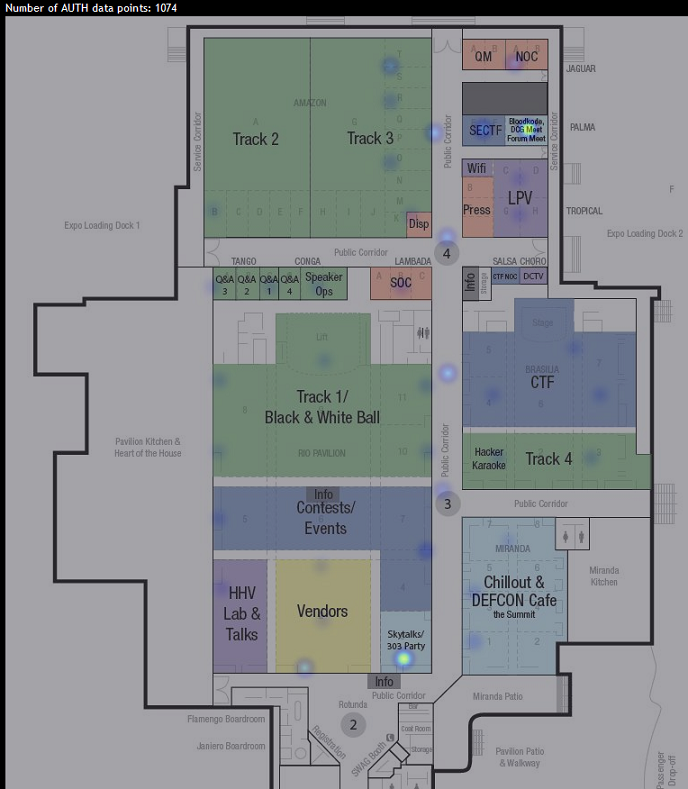 Number of AUTH data points: 1074
QM
NOC
JAGUAR
AMAZON
Track 2
Track 3
Service Corridor
Public Corridor
SECTF
Bloodkode,
DCG Meet
Forum Meet
Service Corridor
PALMA
Wifi
Press
LPV
TROPICAL
F
Expo Loading Dock 1
Expo Loading Dock 2
Disp
Public Corridor
4
TANGO
CONGA
LAMBADA
SALSA CHORO
Q&A
3
Q&A
2
Q&A
1
Q&A
4
Speaker
Ops
SOC
Info
Storage
CTF NOC
DCTV
Lift
Stage
BRASILIA
CTF
Track 1/
Black & White Ball
RIO PAVILION
Pavilion Kitchen &
Heart of the House
Public Corridor
Hacker
Karaoke
Track 4
Info
Contests/
Events
3
Public Corridor
MIRANDA
Chillout &
DEFCON Cafe
the Summit
Miranda
Kitchen
HHV
Lab &
Talks
Vendors
Skytalks/
303 Party
Info
Public Corridor
Miranda Patio
Rotunda
2
Flamengo Boardroom
Janiero Boardroom
Registration
SWAG Booth
Bar
Coat Room
Storage
Pavilion Patio
& Walkway
Passenger
Drop-off